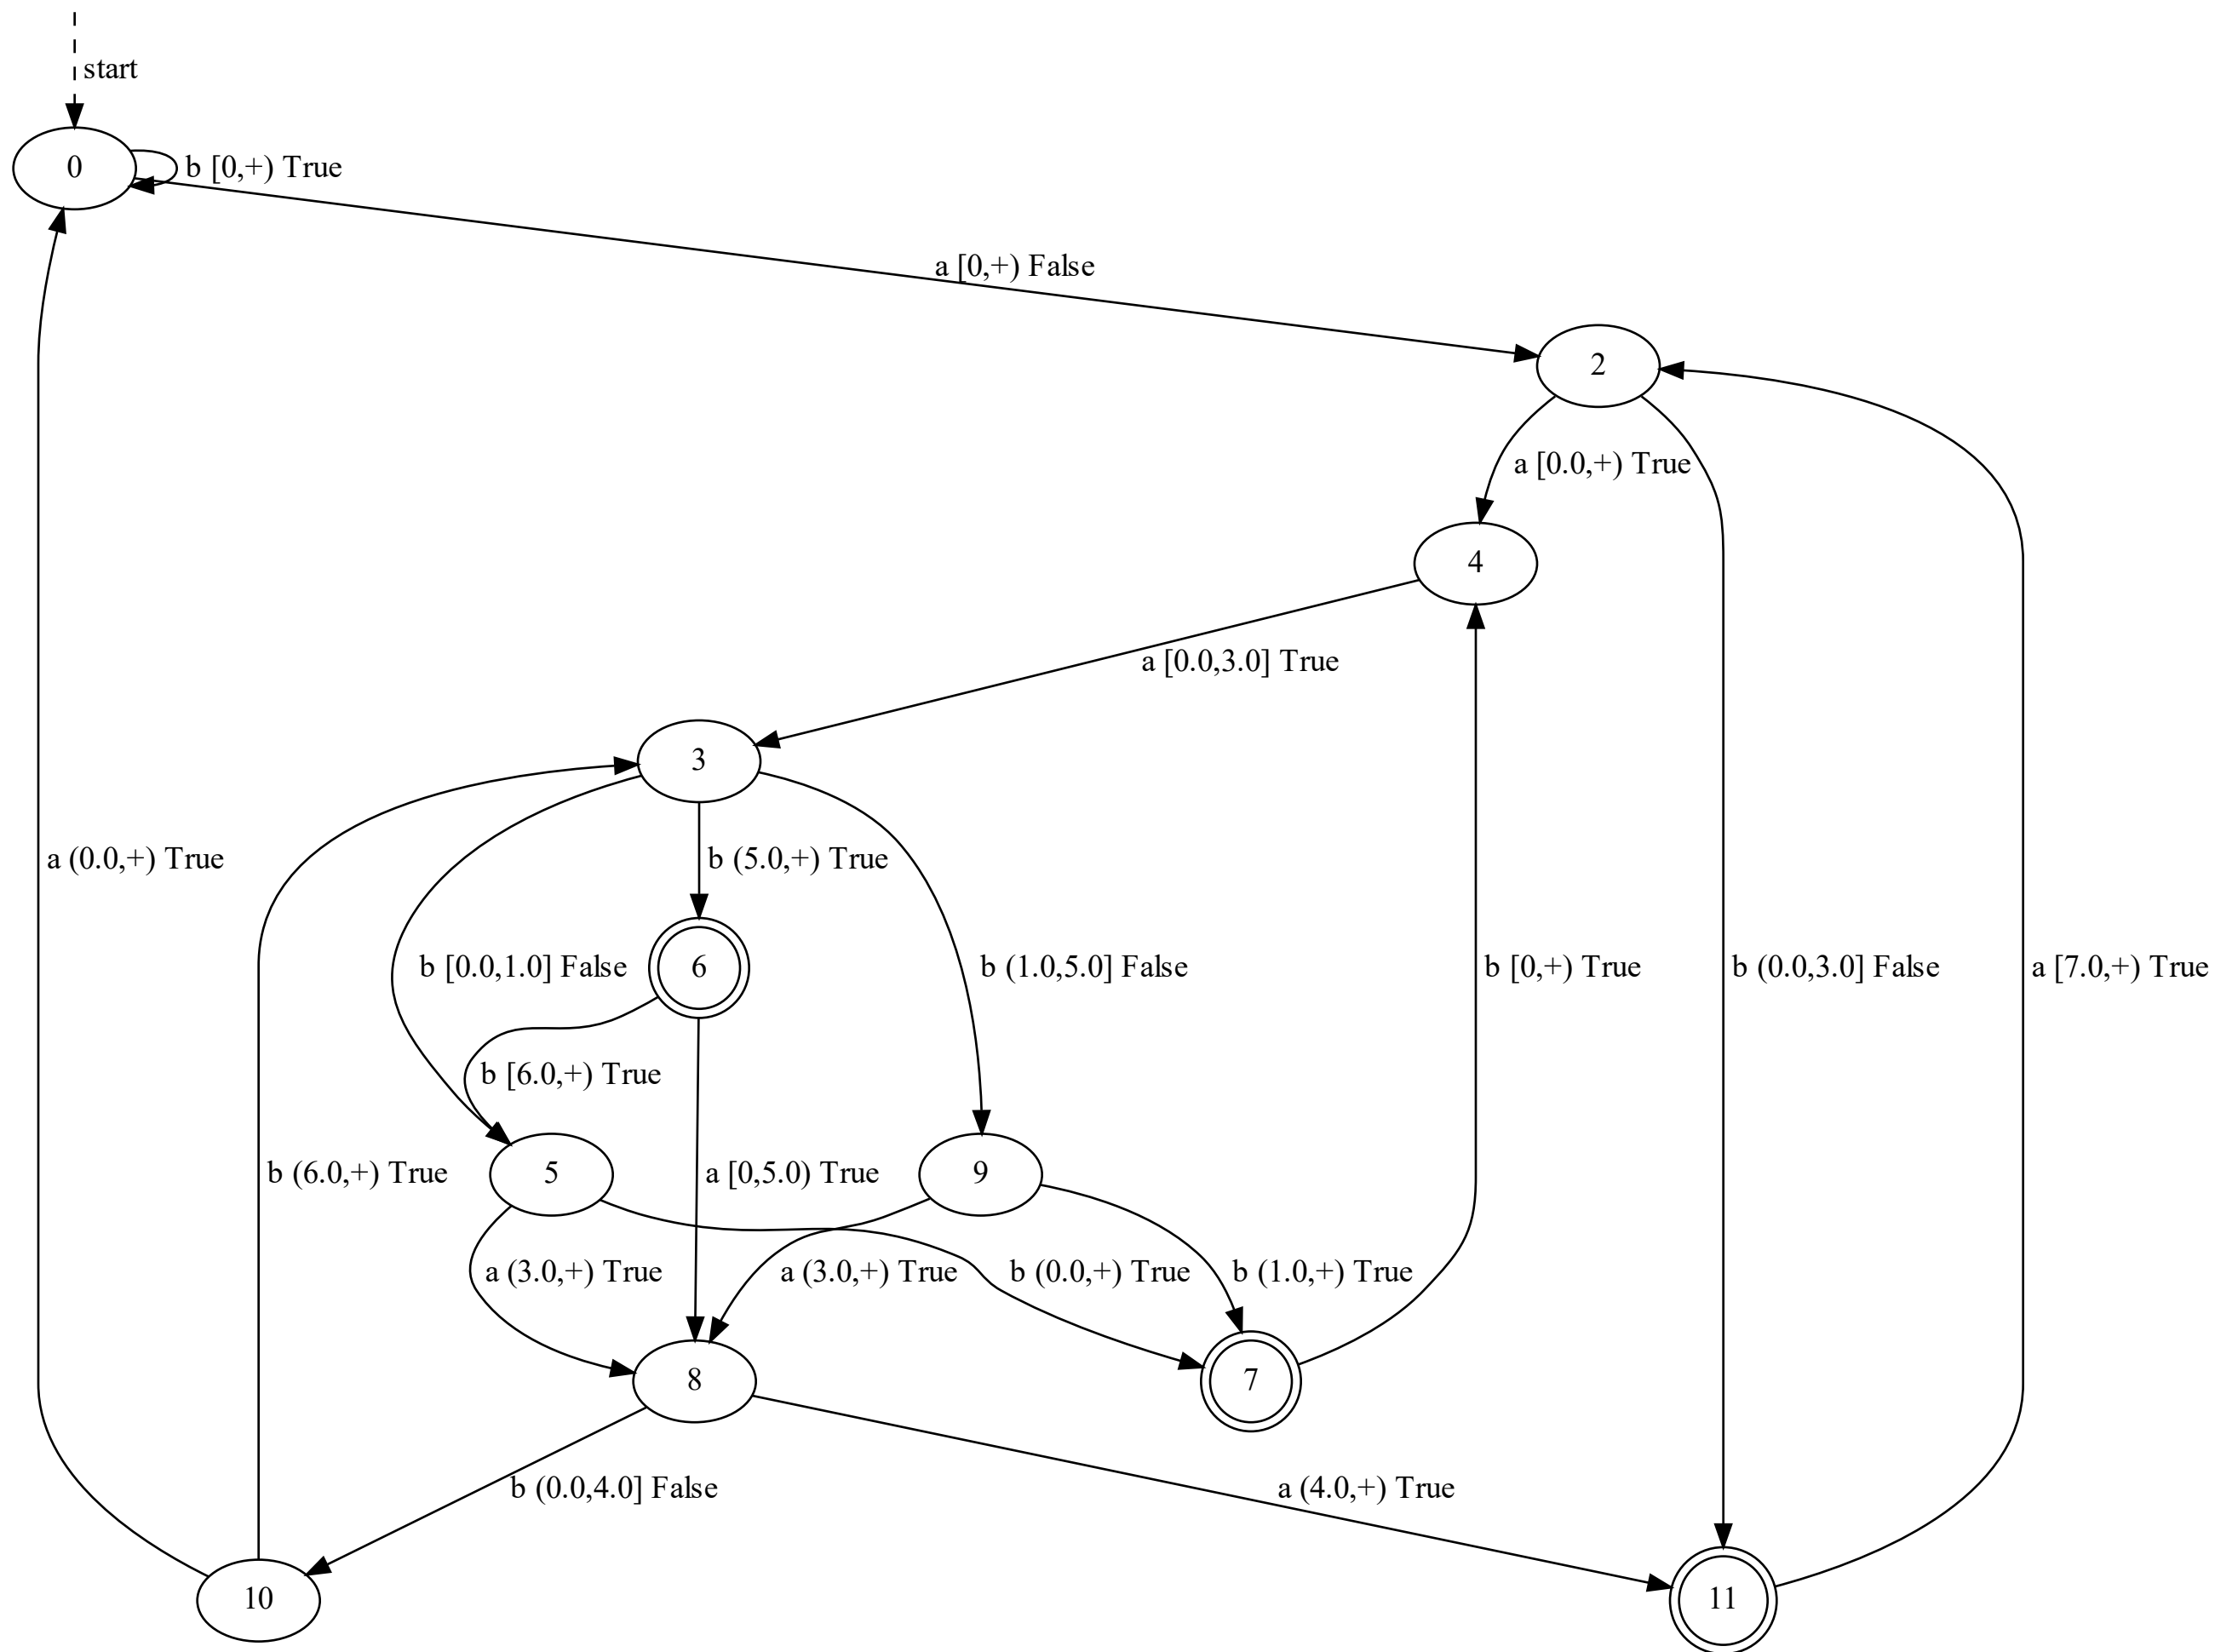 start
0
b [0,+) True
a [0,+) False
2
a [0.0,+) True
4
a [0.0,3.0] True
3
a (0.0,+) True
b (5.0,+) True
b [0.0,1.0] False
6
b (1.0,5.0] False
b [0,+) True
b (0.0,3.0] False
a [7.0,+) True
b [6.0,+) True
b (6.0,+) True
5
a [0,5.0) True
9
a (3.0,+) True
a (3.0,+) True
b (0.0,+) True
b (1.0,+) True
8
7
b (0.0,4.0] False
a (4.0,+) True
10
11